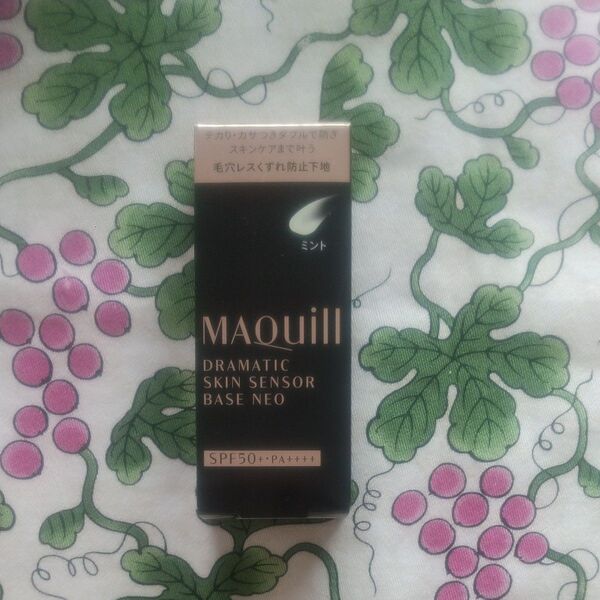 テカリ・カサつきダブルで防ぎ
スキンケアまで叶う
毛穴レスくずれ防止下地
ミント
MAQuill
DRAMATIC
SKIN SENSOR
BASE NEO
SPF50+・PA++++